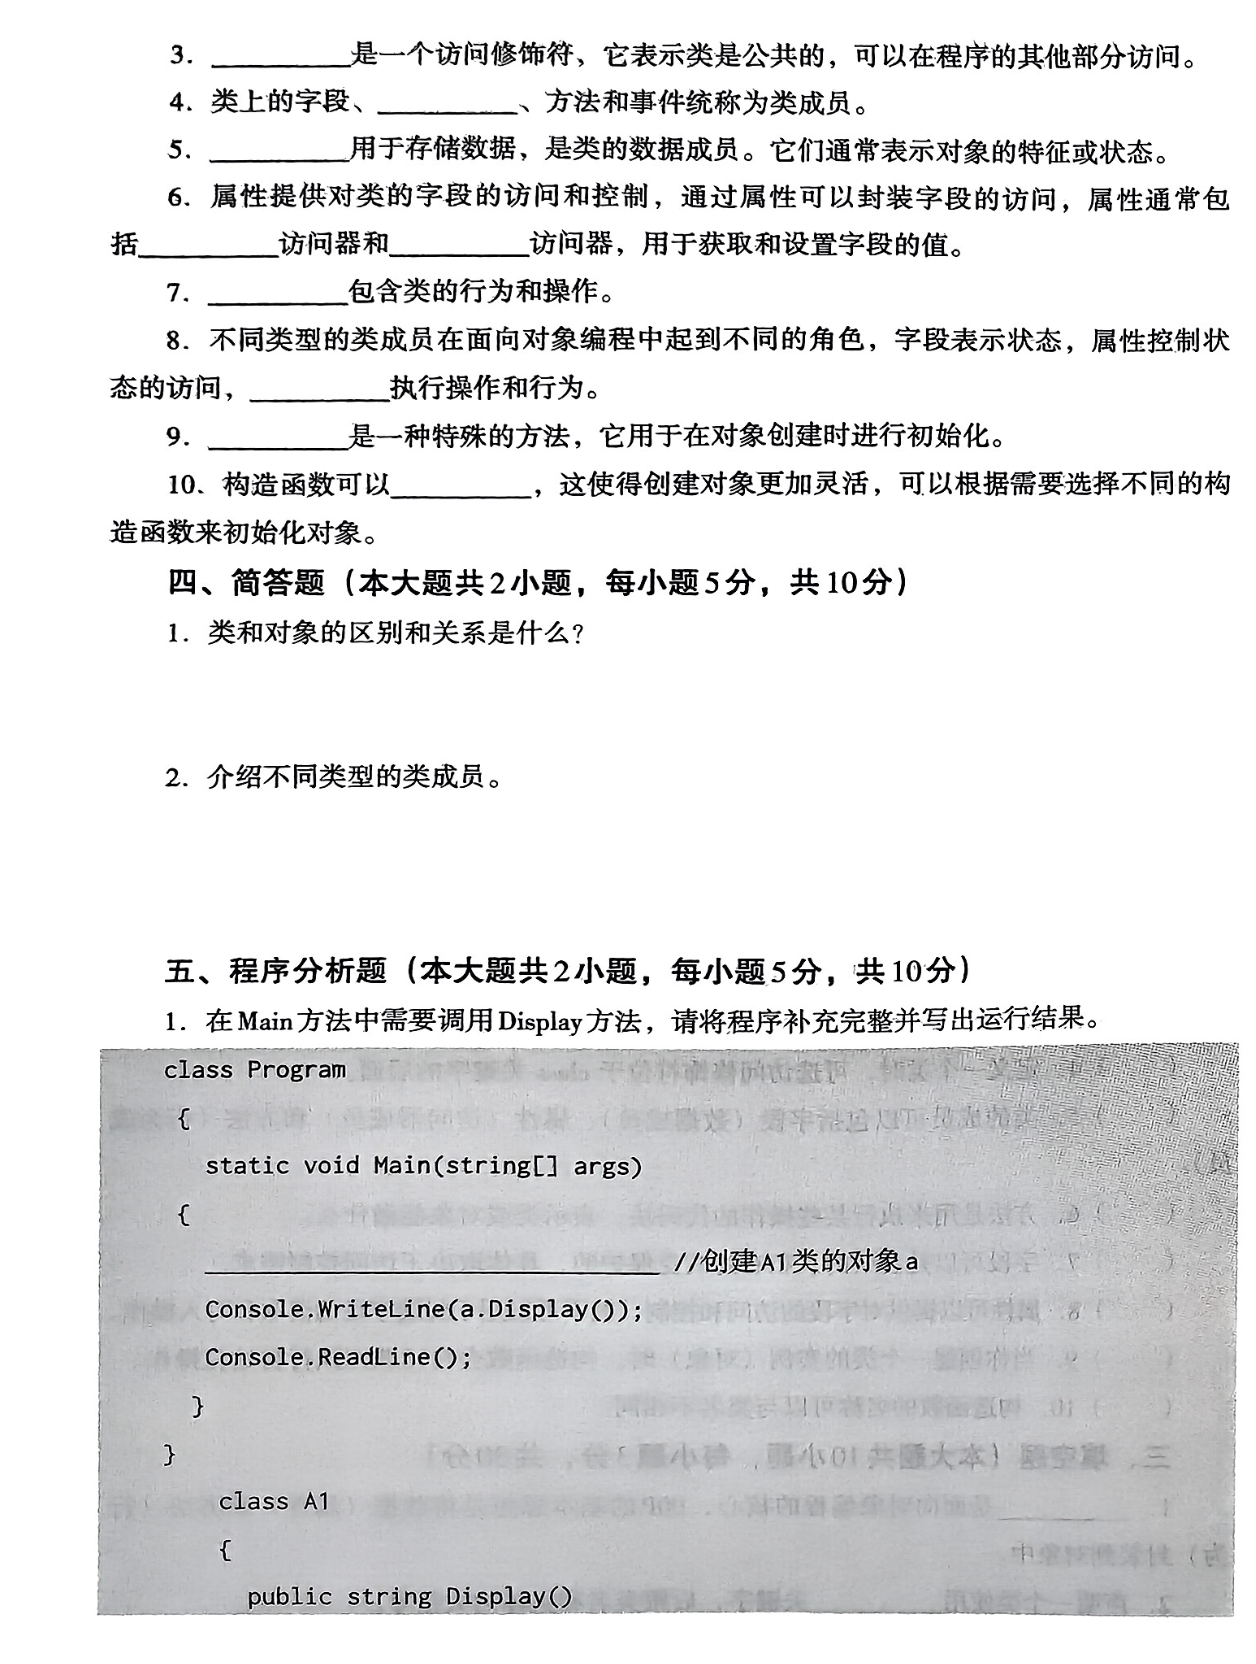 3. __________是一个访问修饰符、它表示类是公共的，可以在程序的其他部分访问。
4. 类上的字段、__________、方法和事件统称为类成员。
5. __________用于存储数据，是类的数据成员。它们通常表示对象的特征或状态。
6. 属性提供对类的字段的访问和控制，通过属性可以封装字段的访问，属性通常包
括__________访问器和__________访问器，用于获取和设置字段的值。
7. __________包含类的行为和操作。
8. 不同类型的类成员在面向对象编程中起到不同的角色，字段表示状态，属性控制状
态的访问，__________执行操作和行为。
9. __________是一种特殊的方法，它用于在对象创建时进行初始化。
10. 构造函数可以__________，这使得创建对象更加灵活，可以根据需要选择不同的构
造函数来初始化对象。
四、简答题（本大题共2小题，每小题5分，共10分）
1. 类和对象的区别和关系是什么?
2. 介绍不同类型的类成员。
五、程序分析题（本大题共2小题，每小题5分，共10分）
1. 在Main方法中需要调用Display方法，请将程序补充完整并写出运行结果。
class Program
{
static void Main(string[] args)
{
______________________________ //创建A1类的对象a
Console.WriteLine(a.Display());
Console.ReadLine();
}
}
class A1
{
public string Display()